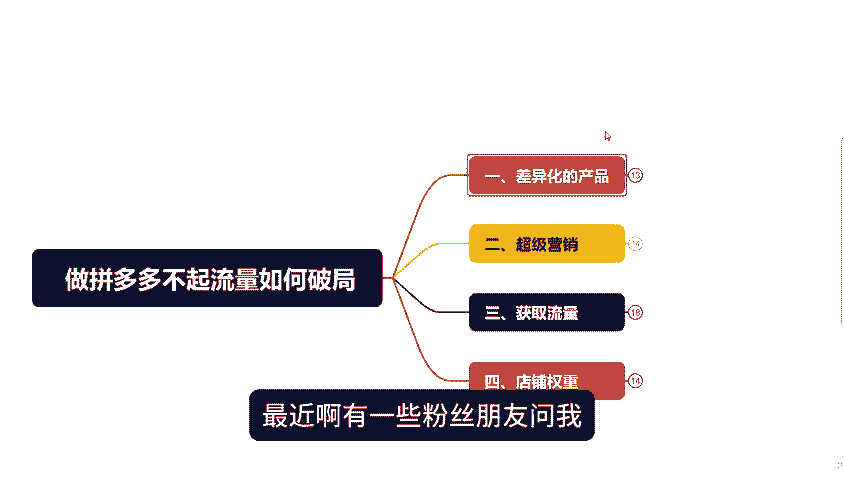 一、差异化的产品 13
二、超级营销
做拼多多不起流量如何破局
三、获取流量 18
四、店铺权重 14
最近啊有一些粉丝朋友问我